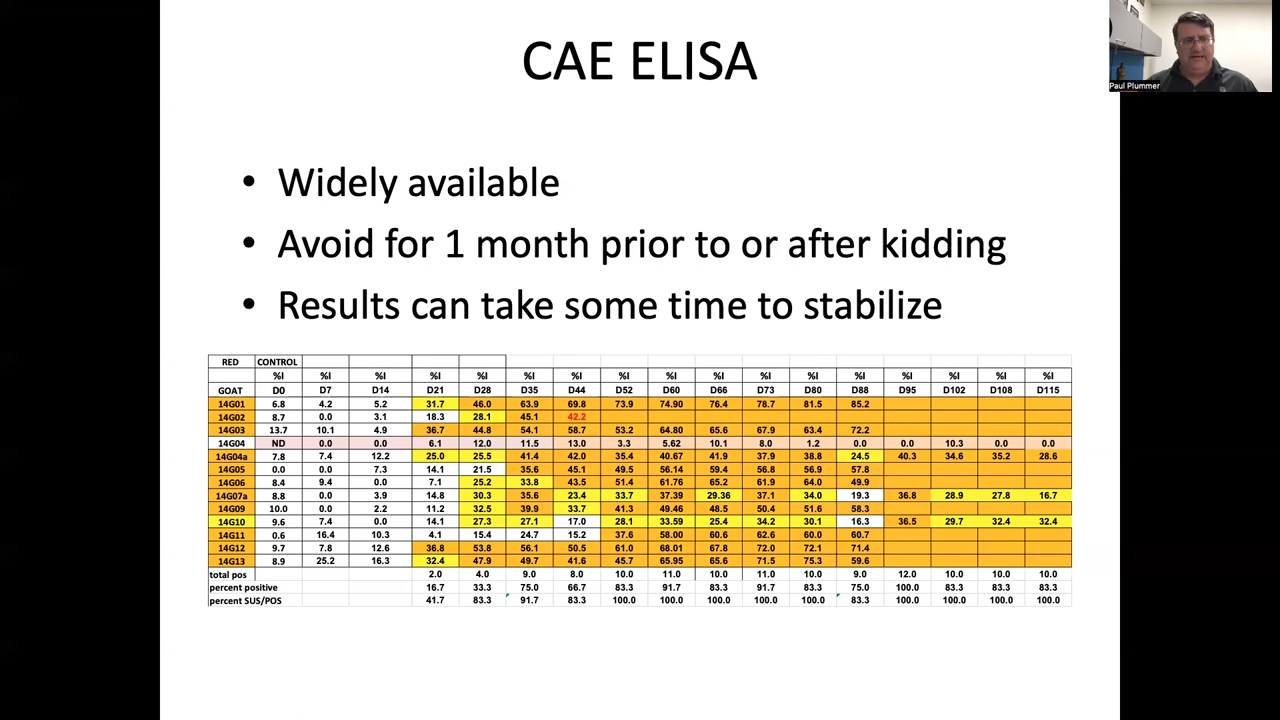 CAE ELISA
Paul Plummer
• Widely available
• Avoid for 1 month prior to or after kidding
• Results can take some time to stabilize
RED CONTROL
%I %I %I %I %I %I %I %I %I %I %I %I %I %I %I %I %I
GOAT D0 D7 D14 D21 D28 D35 D44 D52 D60 D66 D73 D80 D88 D95 D102 D108 D115
14G01 6.8 4.2 5.2 31.7 46.0 63.9 69.8 73.9 74.90 76.4 78.7 81.5 85.2
14G02 8.7 0.0 3.1 18.3 28.1 45.1 42.2
14G03 13.7 10.1 4.9 36.7 44.8 54.1 58.7 53.2 64.80 65.6 67.9 63.4 72.2
14G04 ND 0.0 0.0 6.1 12.0 11.5 13.0 3.3 5.62 10.1 8.0 1.2 0.0 0.0 10.3 0.0 0.0
14G04a 7.8 7.4 12.2 25.0 25.5 41.4 42.0 35.4 40.67 41.9 37.9 38.8 24.5 40.3 34.6 35.2 28.6
14G05 0.0 0.0 7.3 14.1 21.5 35.6 45.1 49.5 56.14 59.4 56.8 56.9 57.8
14G06 8.4 9.4 0.0 7.1 25.2 33.8 43.5 51.4 61.76 65.2 61.9 64.0 49.9
14G07a 8.8 0.0 3.9 14.8 30.3 35.6 23.4 33.7 37.39 29.36 37.1 34.0 19.3 36.8 28.9 27.8 16.7
14G09 10.0 0.0 2.2 11.2 32.5 39.9 33.7 41.3 49.46 48.5 50.4 51.6 58.3
14G10 9.6 7.4 0.0 14.1 27.3 27.1 17.0 28.1 33.59 25.4 34.2 30.1 16.3 36.5 29.7 32.4 32.4
14G11 0.6 16.4 10.3 4.1 15.4 24.7 15.2 37.6 58.00 60.6 62.6 60.0 60.7
14G12 9.7 7.8 12.6 36.8 53.8 56.1 50.5 61.0 68.01 67.8 72.0 72.1 71.4
14G13 8.9 25.2 16.3 32.4 47.9 49.7 41.6 45.7 65.95 65.6 71.5 75.3 59.6
total pos 2.0 4.0 9.0 8.0 10.0 11.0 10.0 11.0 10.0 9.0 12.0 10.0 10.0 10.0
percent positive 16.7 33.3 75.0 66.7 83.3 91.7 83.3 91.7 83.3 75.0 100.0 83.3 83.3 83.3
percent SUS/POS 41.7 83.3 91.7 83.3 100.0 100.0 100.0 100.0 100.0 83.3 100.0 100.0 100.0 100.0